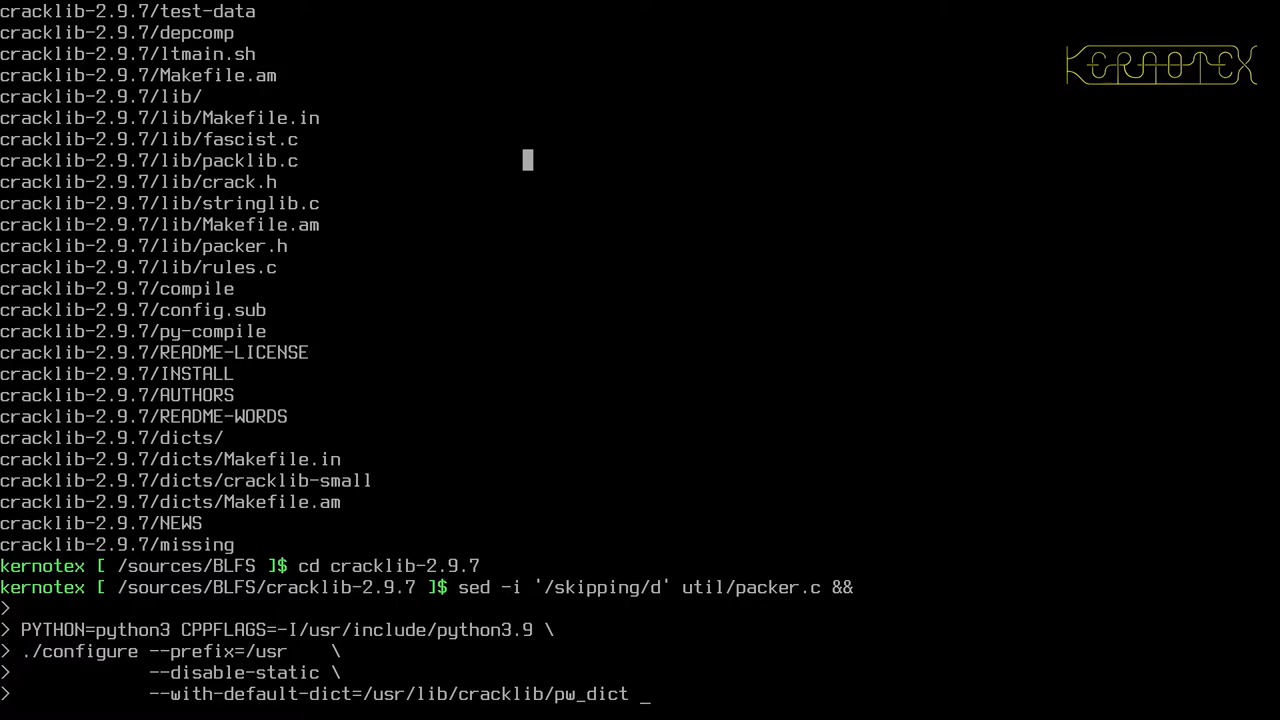 cracklib-2.9.7/test-data
cracklib-2.9.7/depcomp
cracklib-2.9.7/ltmain.sh
cracklib-2.9.7/Makefile.am
cracklib-2.9.7/lib/
cracklib-2.9.7/lib/Makefile.in
cracklib-2.9.7/lib/fascist.c
cracklib-2.9.7/lib/packlib.c
cracklib-2.9.7/lib/crack.h
cracklib-2.9.7/lib/stringlib.c
cracklib-2.9.7/lib/Makefile.am
cracklib-2.9.7/lib/packer.h
cracklib-2.9.7/lib/rules.c
cracklib-2.9.7/compile
cracklib-2.9.7/config.sub
cracklib-2.9.7/py-compile
cracklib-2.9.7/README-LICENSE
cracklib-2.9.7/INSTALL
cracklib-2.9.7/AUTHORS
cracklib-2.9.7/README-WORDS
cracklib-2.9.7/dicts/
cracklib-2.9.7/dicts/Makefile.in
cracklib-2.9.7/dicts/cracklib-small
cracklib-2.9.7/dicts/Makefile.am
cracklib-2.9.7/NEWS
cracklib-2.9.7/missing
kernotex [ /sources/BLFS ]$ cd cracklib-2.9.7
kernotex [ /sources/BLFS/cracklib-2.9.7 ]$ sed -i '/skipping/d' util/packer.c &&
>
> PYTHON=python3 CPPFLAGS=-I/usr/include/python3.9 \
> ./configure --prefix=/usr    \
>             --disable-static \
>             --with-default-dict=/usr/lib/cracklib/pw_dict _
KERNOTEX